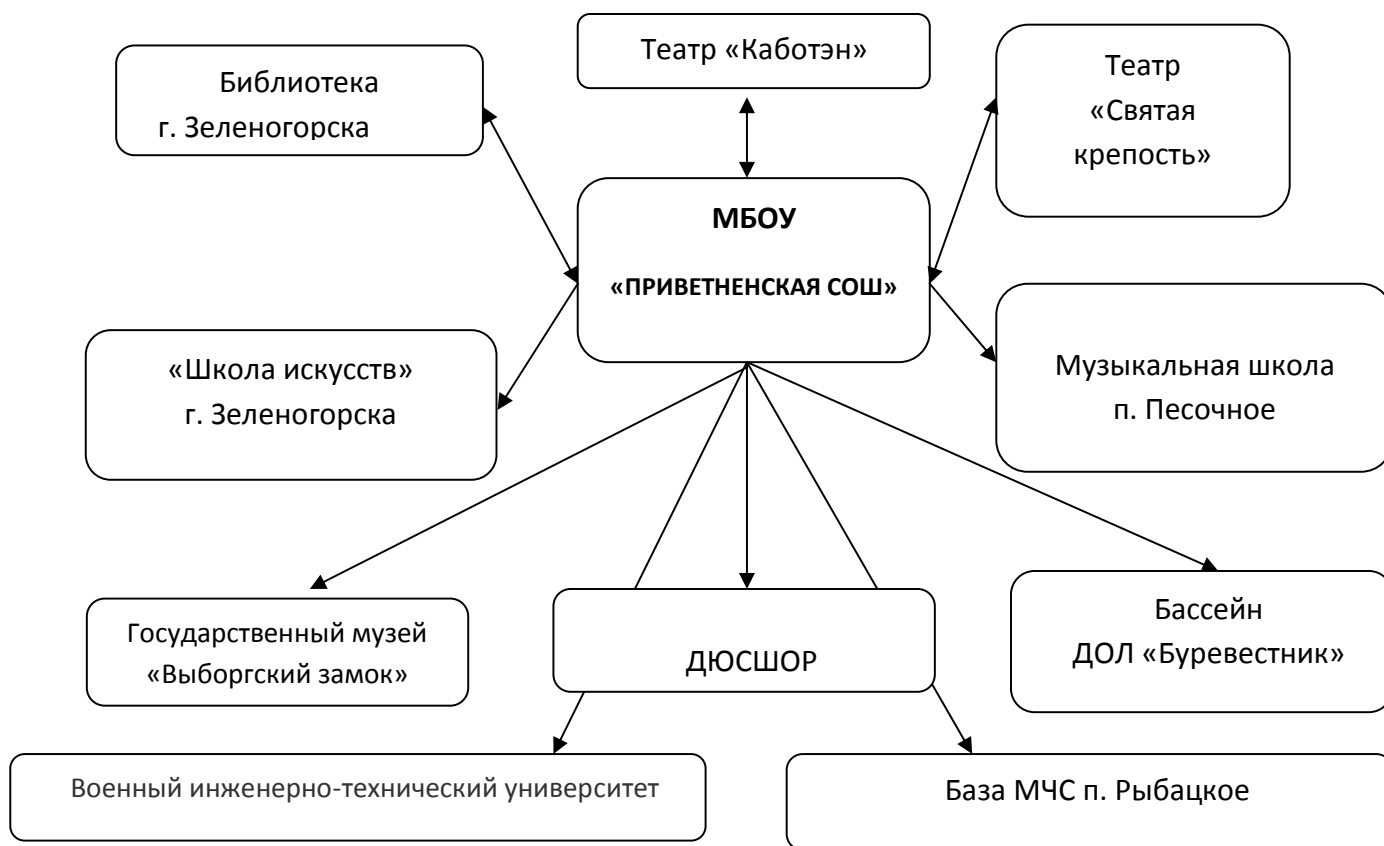 Театр «Каботэн»
Библиотека
г. Зеленогорска
Театр
«Святая
крепость»
МБОУ
«ПРИВЕТНЕНСКАЯ СОШ»
«Школа искусств»
г. Зеленогорска
Музыкальная школа
п. Песочное
Государственный музей
«Выборгский замок»
ДЮСШОР
Бассейн
ДОЛ «Буревестник»
Военный инженерно-технический университет
База МЧС п. Рыбацкое